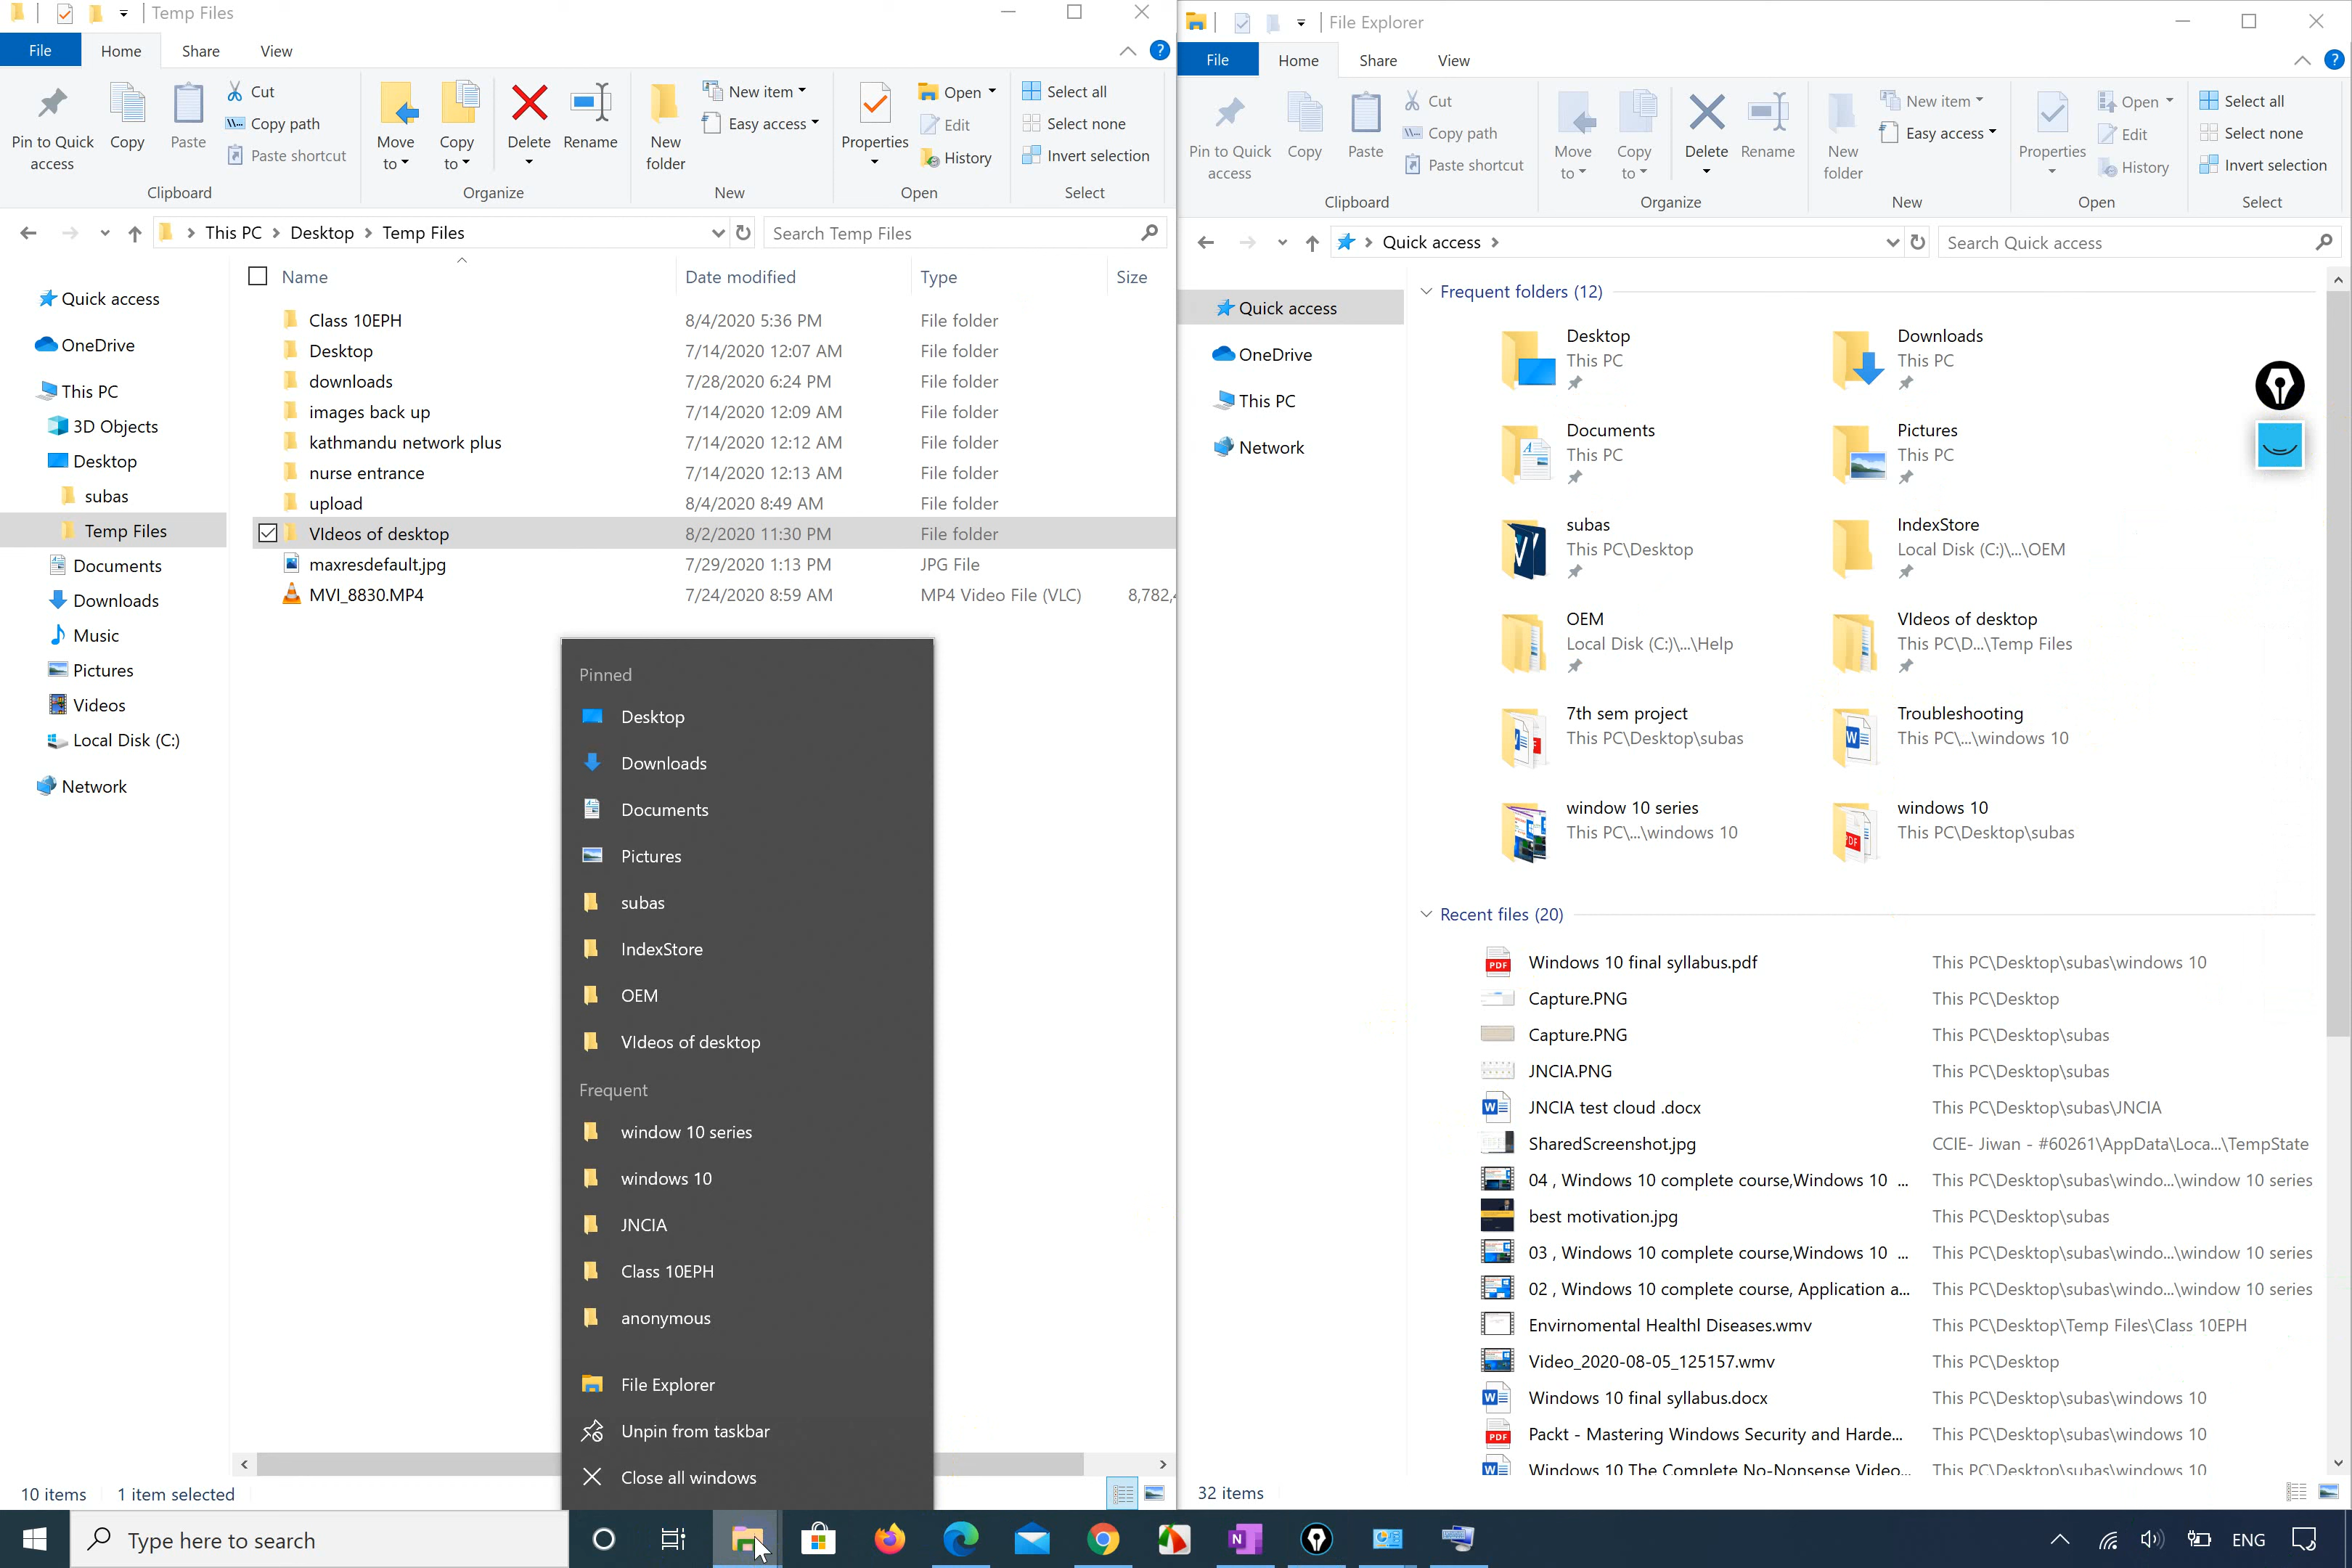 Temp Files
File
Home
Share
View
Pin to Quick access
Copy
Paste
Cut
Copy path
Paste shortcut
Clipboard
Move to
Copy to
Delete
Rename
Organize
New folder
New item
Easy access
New
Properties
Open
Edit
History
Open
Select all
Select none
Invert selection
Select
This PC > Desktop > Temp Files
Search Temp Files
Name Date modified Type Size
Quick access
OneDrive
This PC
3D Objects
Desktop
subas
Temp Files
Documents
Downloads
Music
Pictures
Videos
Local Disk (C:)
Network
Class 10EPH 8/4/2020 5:36 PM File folder
Desktop 7/14/2020 12:07 AM File folder
downloads 7/28/2020 6:24 PM File folder
images back up 7/14/2020 12:09 AM File folder
kathmandu network plus 7/14/2020 12:12 AM File folder
nurse entrance 7/14/2020 12:13 AM File folder
upload 8/4/2020 8:49 AM File folder
VIdeos of desktop 8/2/2020 11:30 PM File folder
maxresdefault.jpg 7/29/2020 1:13 PM JPG File
MVI_8830.MP4 7/24/2020 8:59 AM MP4 Video File (VLC) 8,782,
Pinned
Desktop
Downloads
Documents
Pictures
subas
IndexStore
OEM
VIdeos of desktop
Frequent
window 10 series
windows 10
JNCIA
Class 10EPH
anonymous
File Explorer
Unpin from taskbar
Close all windows
10 items 1 item selected
File Explorer
File
Home
Share
View
Pin to Quick access
Copy
Paste
Cut
Copy path
Paste shortcut
Clipboard
Move to
Copy to
Delete
Rename
Organize
New folder
New item
Easy access
New
Properties
Open
Edit
History
Open
Select all
Select none
Invert selection
Select
Quick access >
Search Quick access
Quick access
OneDrive
This PC
Network
Frequent folders (12)
Desktop
This PC
Downloads
This PC
Documents
This PC
Pictures
This PC
subas
This PC\Desktop
IndexStore
Local Disk (C:)\...\OEM
OEM
Local Disk (C:)\...\Help
VIdeos of desktop
This PC\D...\Temp Files
7th sem project
This PC\Desktop\subas
Troubleshooting
This PC\...\windows 10
window 10 series
This PC\...\windows 10
windows 10
This PC\Desktop\subas
Recent files (20)
Windows 10 final syllabus.pdf This PC\Desktop\subas\windows 10
Capture.PNG This PC\Desktop
Capture.PNG This PC\Desktop\subas
JNCIA.PNG This PC\Desktop\subas
JNCIA test cloud .docx This PC\Desktop\subas\JNCIA
SharedScreenshot.jpg CCIE- Jiwan - #60261\AppData\Loca...\TempState
04 , Windows 10 complete course,Windows 10 ... This PC\Desktop\subas\windo...\window 10 series
best motivation.jpg This PC\Desktop\subas
03 , Windows 10 complete course,Windows 10 ... This PC\Desktop\subas\windo...\window 10 series
02 , Windows 10 complete course, Application a... This PC\Desktop\subas\windo...\window 10 series
Envirnomental Healthl Diseases.wmv This PC\Desktop\Temp Files\Class 10EPH
Video_2020-08-05_125157.wmv This PC\Desktop
Windows 10 final syllabus.docx This PC\Desktop\subas\windows 10
Packt - Mastering Windows Security and Harde... This PC\Desktop\subas\windows 10
Windows 10 The Complete No-Nonsense Video... This PC\Desktop\subas\windows 10
32 items
Type here to search
ENG